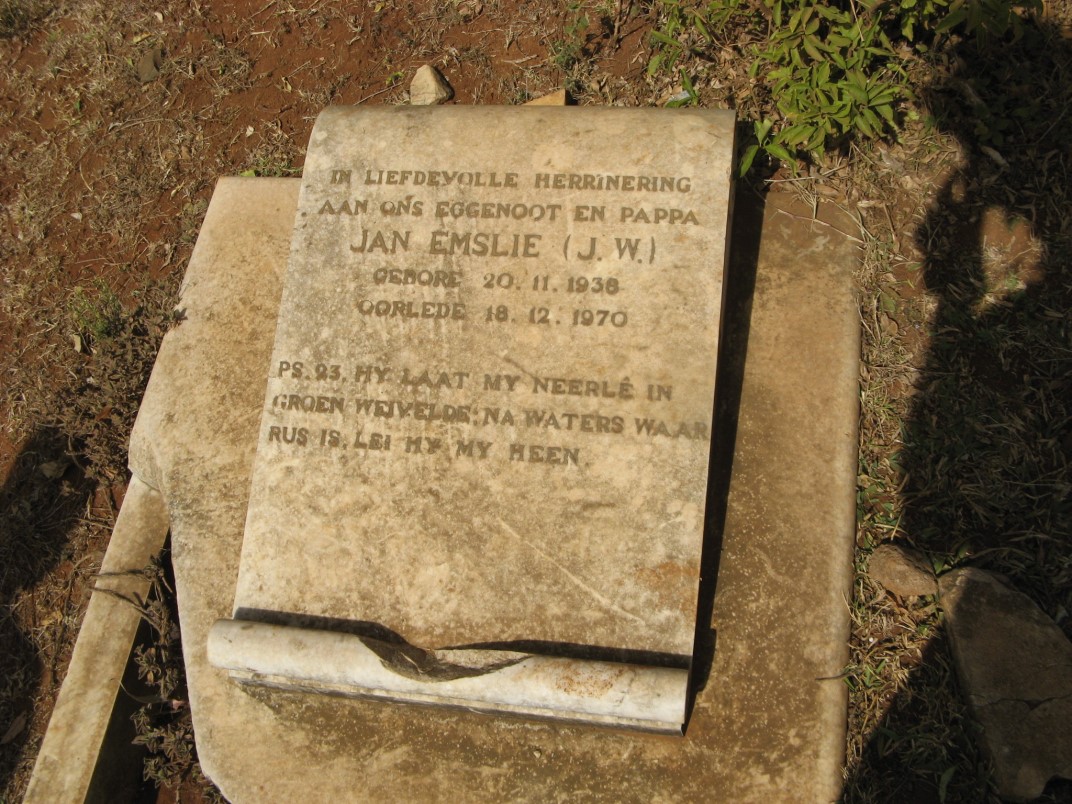 IN LIEFDEVOLLE HERRINERING
AAN ONS EGGENOOT EN PAPPA
JAN EMSLIE (J.W.)
GEBORE 20.11.1938
OORLEDE 18.12.1970
PS.23. HY LAAT MY NEERLÊ IN
GROEN WEIVELDE; NA WATERS WAAR
RUS IS, LEI HY MY HEEN.